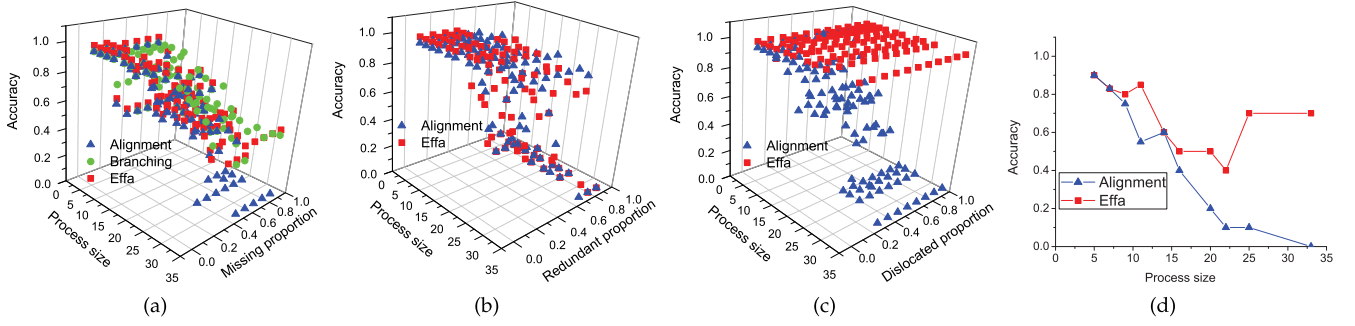 1.0
0.8
0.6
0.4
0.2
0.0
Accuracy
Alignment
Branching
Effa
0
5
10
15
20
25
30
35
Process size
0.0
0.2
0.4
0.6
0.8
1.0
Missing proportion
(a)
1.0
0.8
0.6
0.4
0.2
0.0
Accuracy
Alignment
Effa
0
5
10
15
20
25
30
35
Process size
0.0
0.2
0.4
0.6
0.8
1.0
Redundant proportion
(b)
1.0
0.8
0.6
0.4
0.2
0.0
Accuracy
Alignment
Effa
0
5
10
15
20
25
30
35
Process size
0.0
0.2
0.4
0.6
0.8
1.0
Dislocated proportion
(c)
1.0
0.8
0.6
0.4
0.2
0.0
Accuracy
Alignment
Effa
0 5 10 15 20 25 30 35
Process size
(d)